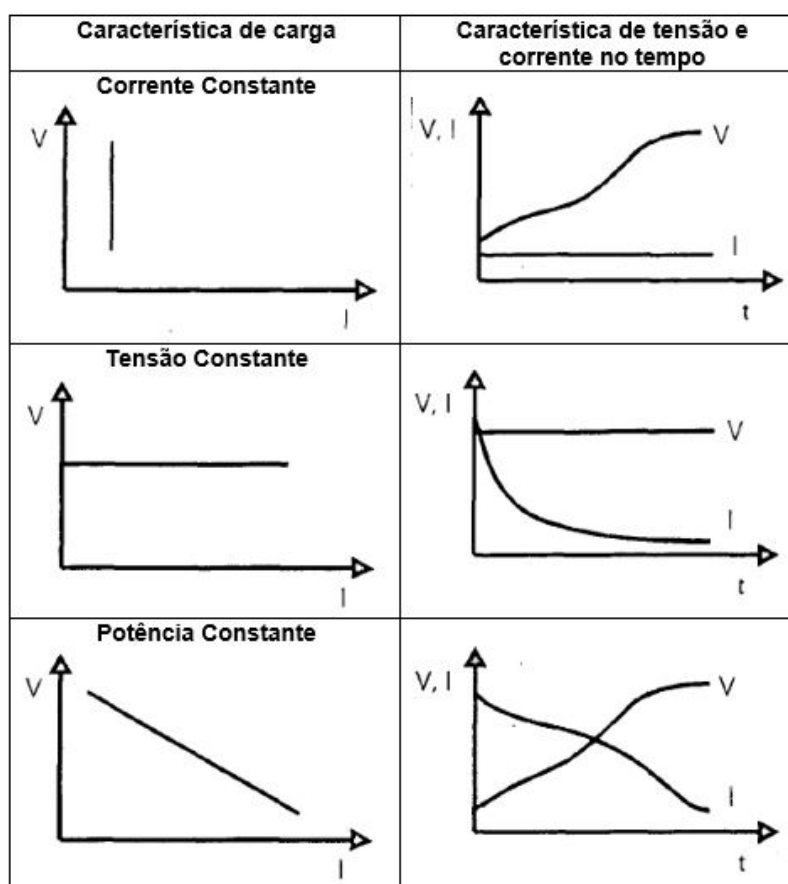 Característica de carga
Característica de tensão e
corrente no tempo
Corrente Constante
V
I
V, I
V
I
t
Tensão Constante
V
I
V, I
V
I
t
Potência Constante
V
I
V, I
V
I
t